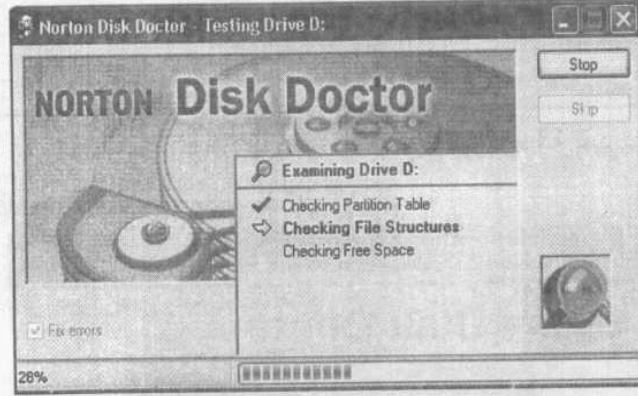 Norton Disk Doctor - Testing Drive D:
NORTON Disk Doctor
Stop
Skip
Examining Drive D:
Checking Partition Table
Checking File Structures
Checking Free Space
Fix errors
28%